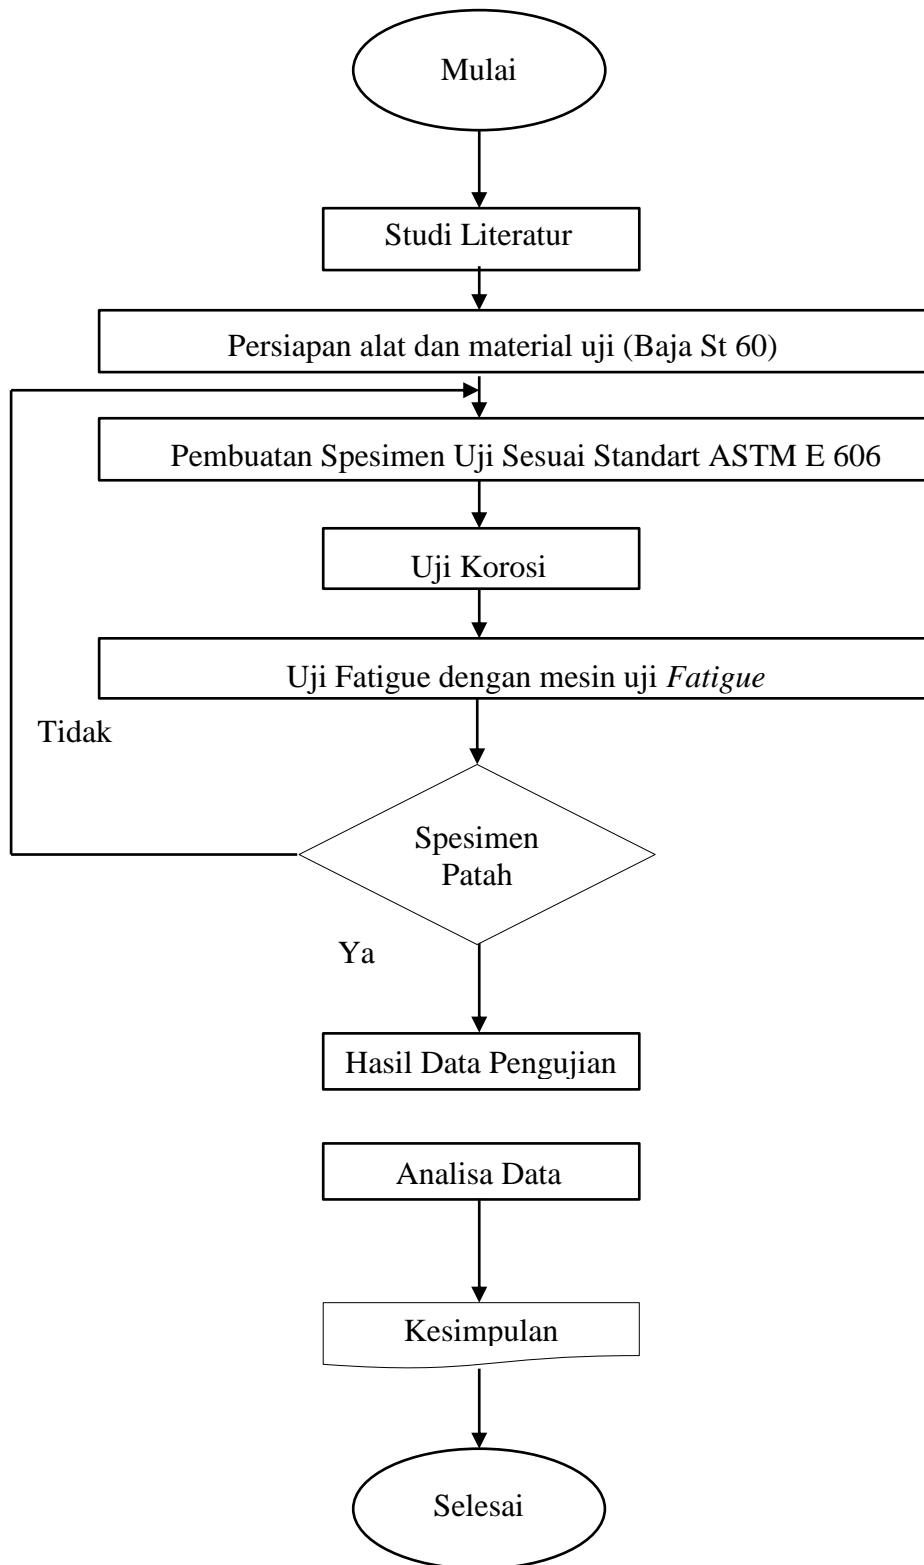 Mulai
Studi Literatur
Persiapan alat dan material uji (Baja St 60)
Pembuatan Spesimen Uji Sesuai Standart ASTM E 606
Uji Korosi
Uji Fatigue dengan mesin uji Fatigue
Tidak
Spesimen
Patah
Ya
Hasil Data Pengujian
Analisa Data
Kesimpulan
Selesai